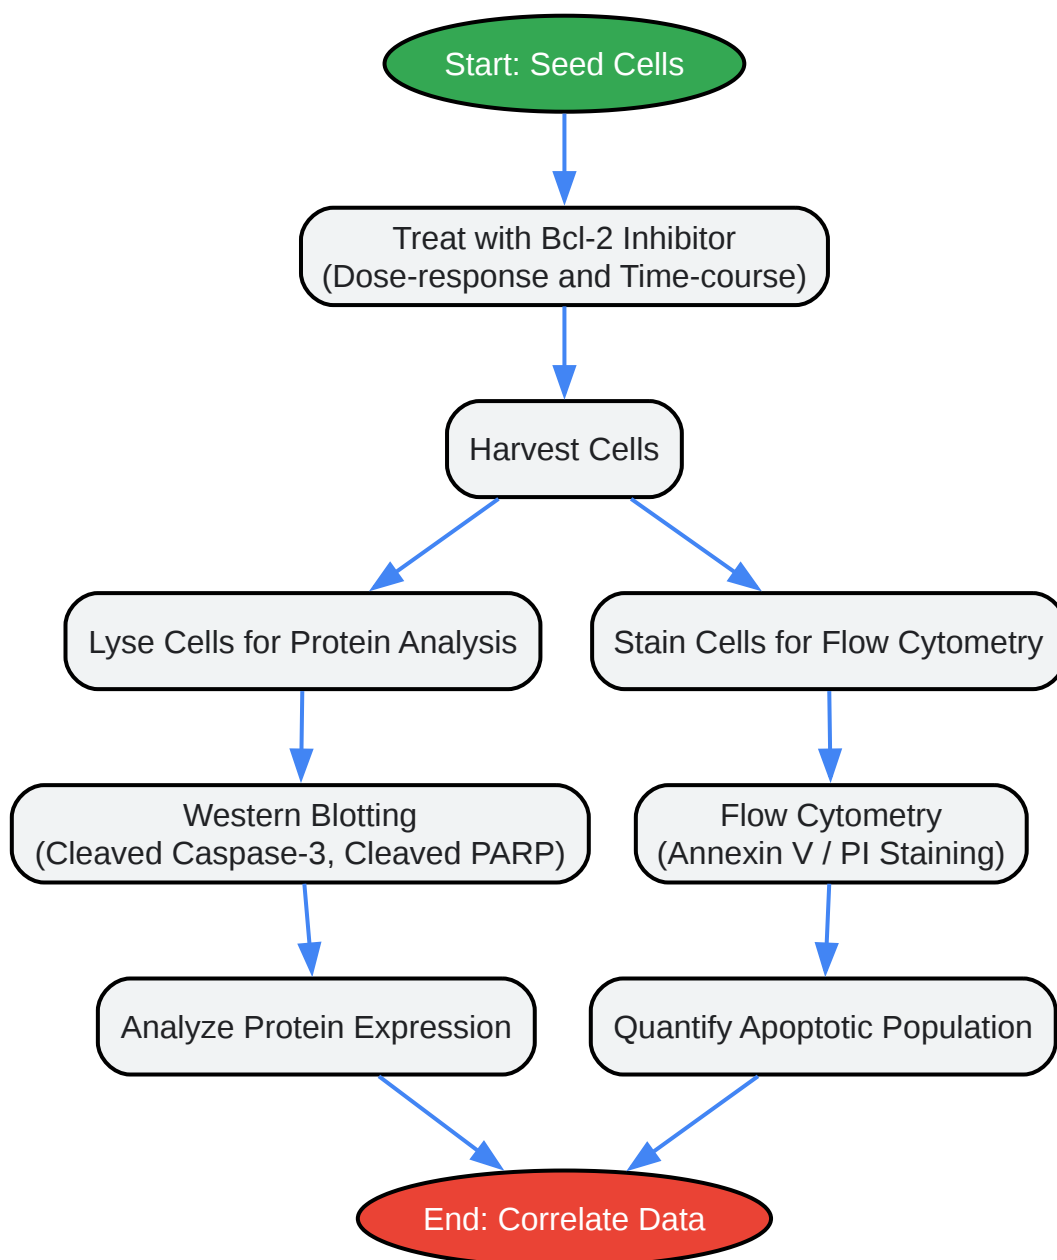 Start: Seed Cells
Treat with Bcl-2 Inhibitor
(Dose-response and Time-course)
Harvest Cells
Lyse Cells for Protein Analysis
Stain Cells for Flow Cytometry
Western Blotting
(Cleaved Caspase-3, Cleaved PARP)
Flow Cytometry
(Annexin V / PI Staining)
Analyze Protein Expression
Quantify Apoptotic Population
End: Correlate Data